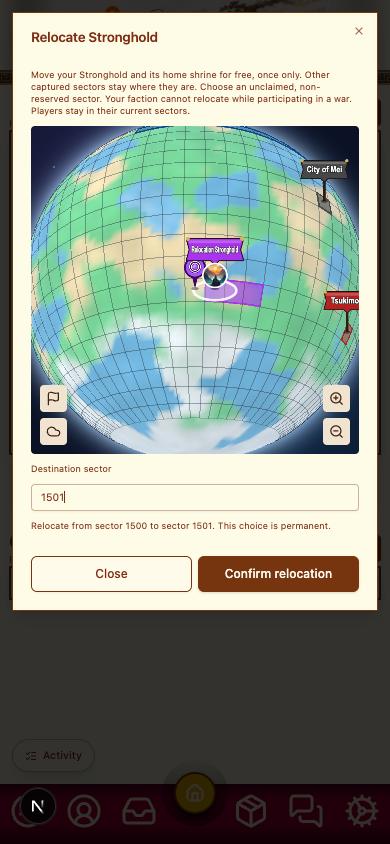 Relocate Stronghold
Move your Stronghold and its home shrine for free, once only. Other
captured sectors stay where they are. Choose an unclaimed, non-
reserved sector. Your faction cannot relocate while participating in a war.
Players stay in their current sectors.
City of Mei
Relocation Stronghold
Tsukimo
Destination sector
1501
Relocate from sector 1500 to sector 1501. This choice is permanent.
Close
Confirm relocation
Activity
N